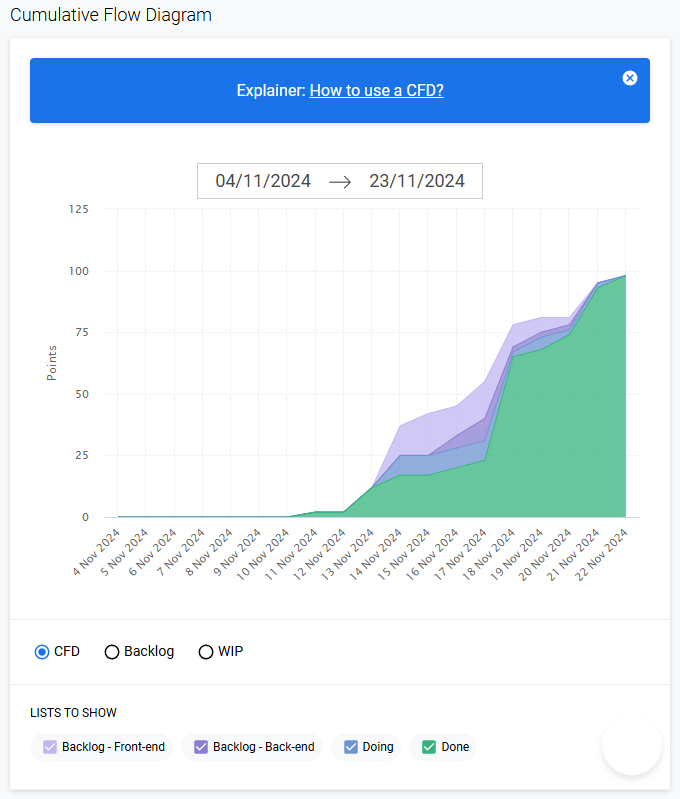 Cumulative Flow Diagram
Explainer: How to use a CFD?
04/11/2024 → 23/11/2024
125
100
75
50
25
0
Points
4 Nov 2024
5 Nov 2024
6 Nov 2024
7 Nov 2024
8 Nov 2024
9 Nov 2024
10 Nov 2024
11 Nov 2024
12 Nov 2024
13 Nov 2024
14 Nov 2024
15 Nov 2024
16 Nov 2024
17 Nov 2024
18 Nov 2024
19 Nov 2024
20 Nov 2024
21 Nov 2024
22 Nov 2024
CFD Backlog WIP
LISTS TO SHOW
Backlog - Front-end Backlog - Back-end Doing Done